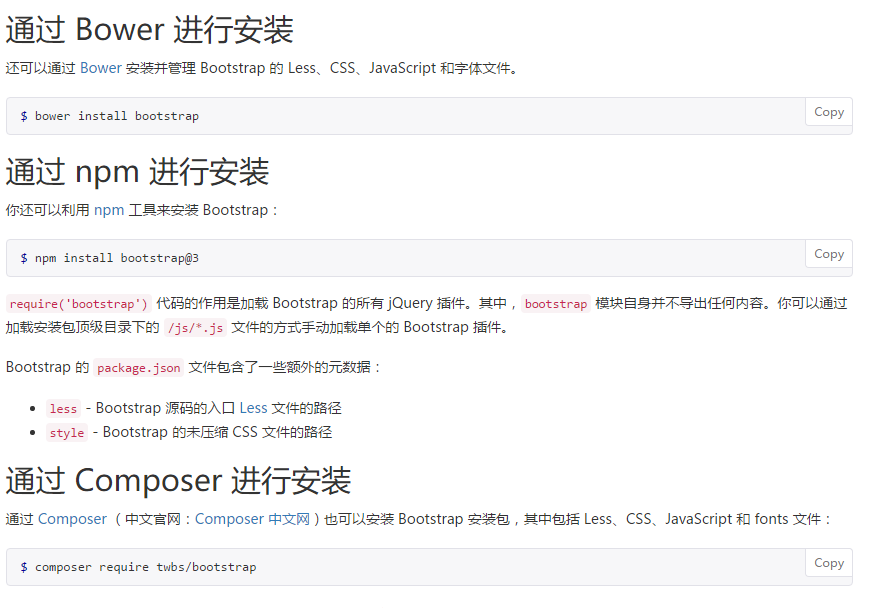 通过 Bower 进行安装
还可以通过 Bower 安装并管理 Bootstrap 的 Less、CSS、JavaScript 和字体文件。
$ bower install bootstrap
Copy
通过 npm 进行安装
你还可以利用 npm 工具来安装 Bootstrap：
$ npm install bootstrap@3
Copy
require('bootstrap') 代码的作用是加载 Bootstrap 的所有 jQuery 插件。其中，bootstrap 模块自身并不导出任何内容。你可以通过
加载安装包顶级目录下的 /js/*.js 文件的方式手动加载单个的 Bootstrap 插件。
Bootstrap 的 package.json 文件包含了一些额外的元数据：
• less - Bootstrap 源码的入口 Less 文件的路径
• style - Bootstrap 的未压缩 CSS 文件的路径
通过 Composer 进行安装
通过 Composer （中文官网：Composer 中文网）也可以安装 Bootstrap 安装包，其中包括 Less、CSS、JavaScript 和 fonts 文件：
$ composer require twbs/bootstrap
Copy